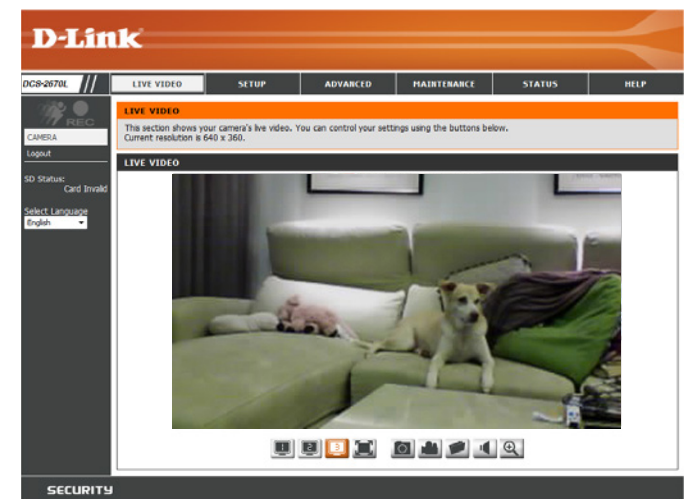 D-Link
DCS-2670L
LIVE VIDEO
SETUP
ADVANCED
MAINTENANCE
STATUS
HELP
REC
CAMERA
Logout
SD Status:
Card Invalid
Select Language
English
LIVE VIDEO
This section shows your camera's live video. You can control your settings using the buttons below.
Current resolution is 640 x 360.
LIVE VIDEO
1
2
3
SECURITY